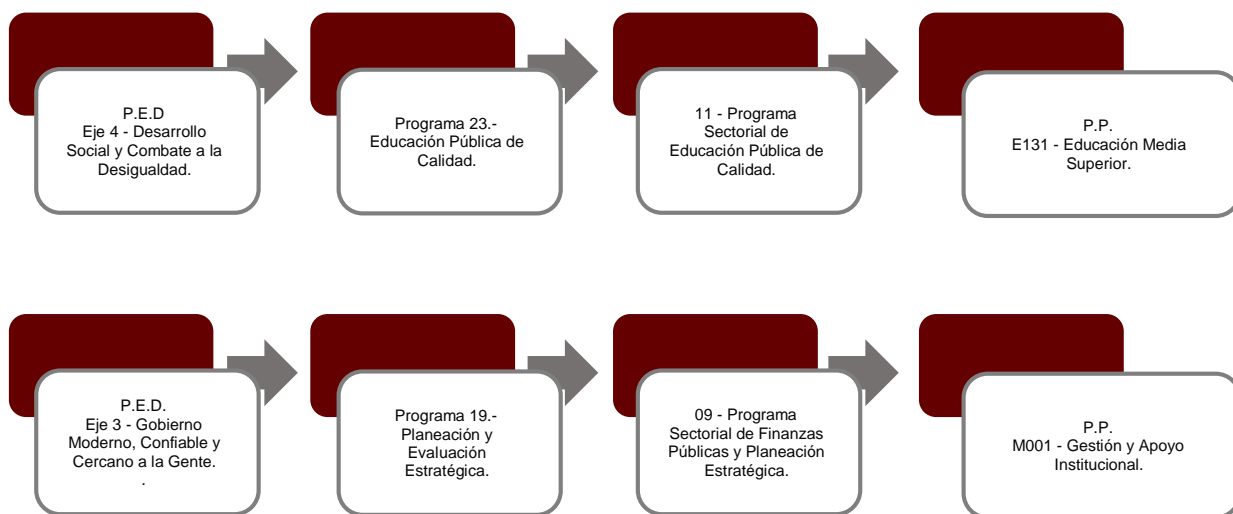 P.E.D
Eje 4 - Desarrollo
Social y Combate a la
Desigualdad.
Programa 23.-
Educación Pública de
Calidad.
11 - Programa
Sectorial de
Educación Pública de
Calidad.
P.P.
E131 - Educación Media
Superior.
P.E.D.
Eje 3 - Gobierno
Moderno, Confiable y
Cercano a la Gente.
.
Programa 19.-
Planeación y
Evaluación
Estratégica.
09 - Programa
Sectorial de Finanzas
Públicas y Planeación
Estratégica.
P.P.
M001 - Gestión y Apoyo
Institucional.